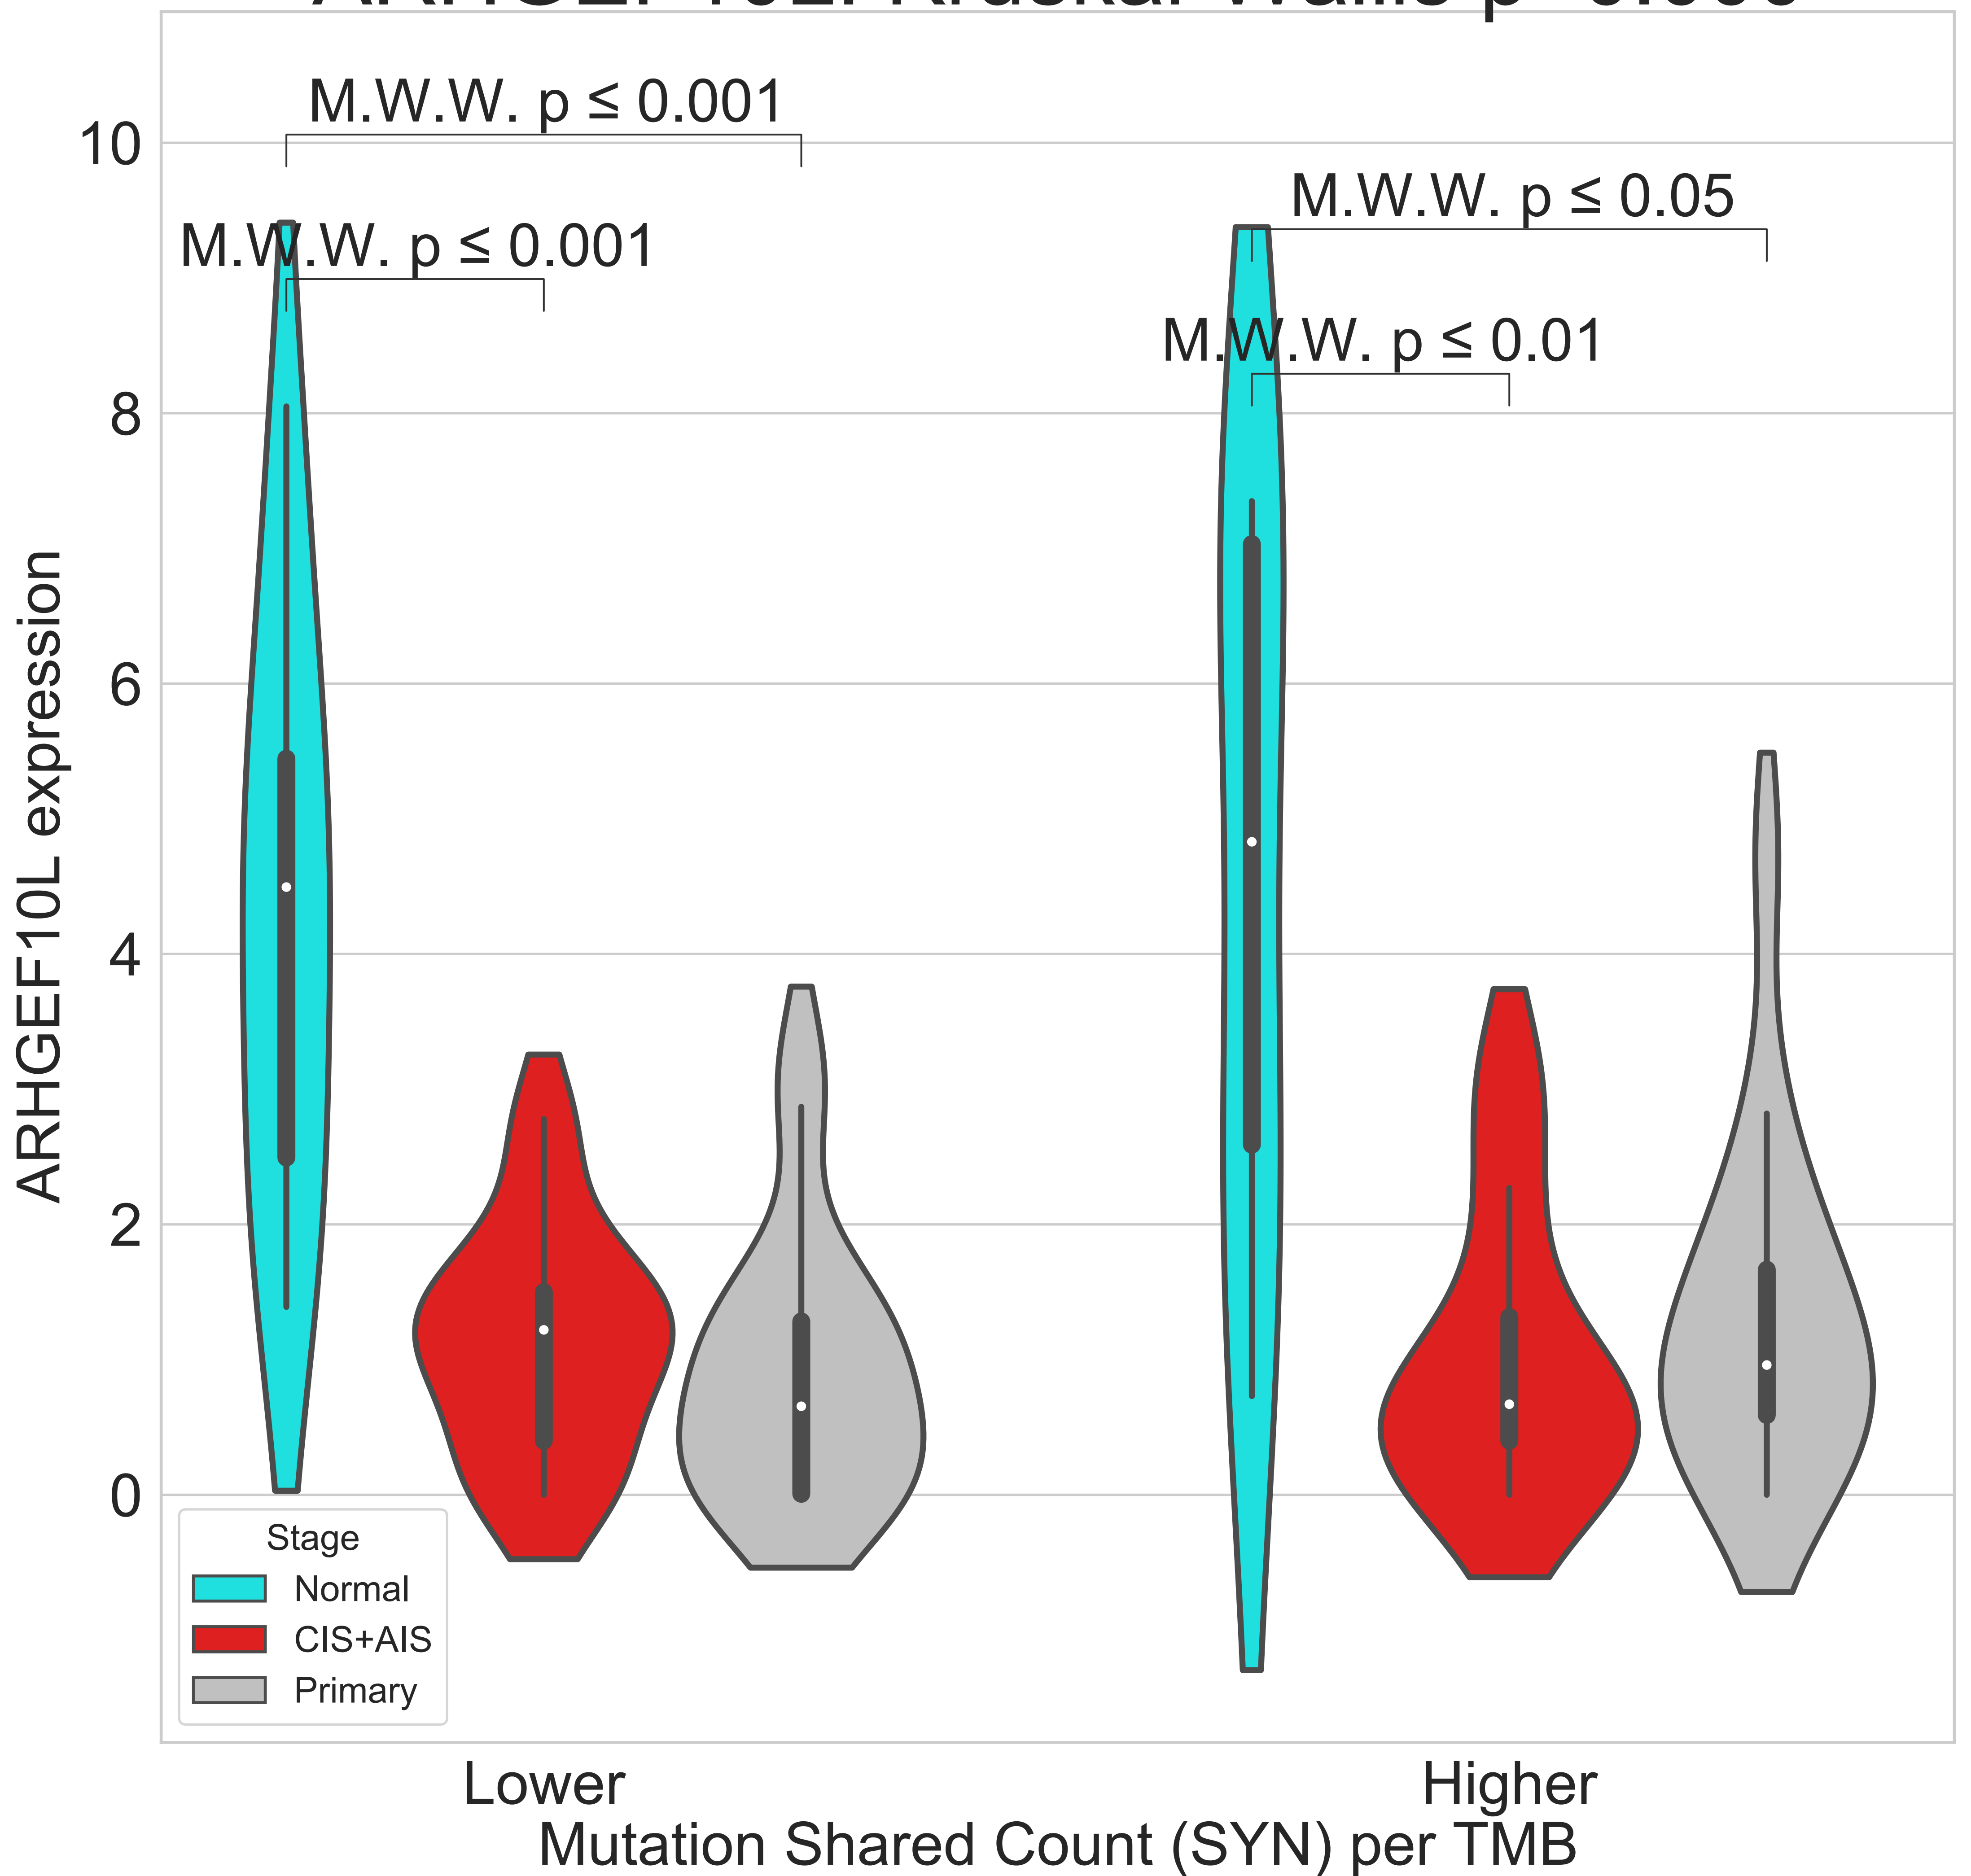 M.W.W. p ≤ 0.001
M.W.W. p ≤ 0.05
M.W.W. p ≤ 0.001
M.W.W. p ≤ 0.01
10
8
6
4
2
0
ARHGEF10L expression
Stage
Normal
CIS+AIS
Primary
Lower
Higher
Mutation Shared Count (SYN) per TMB